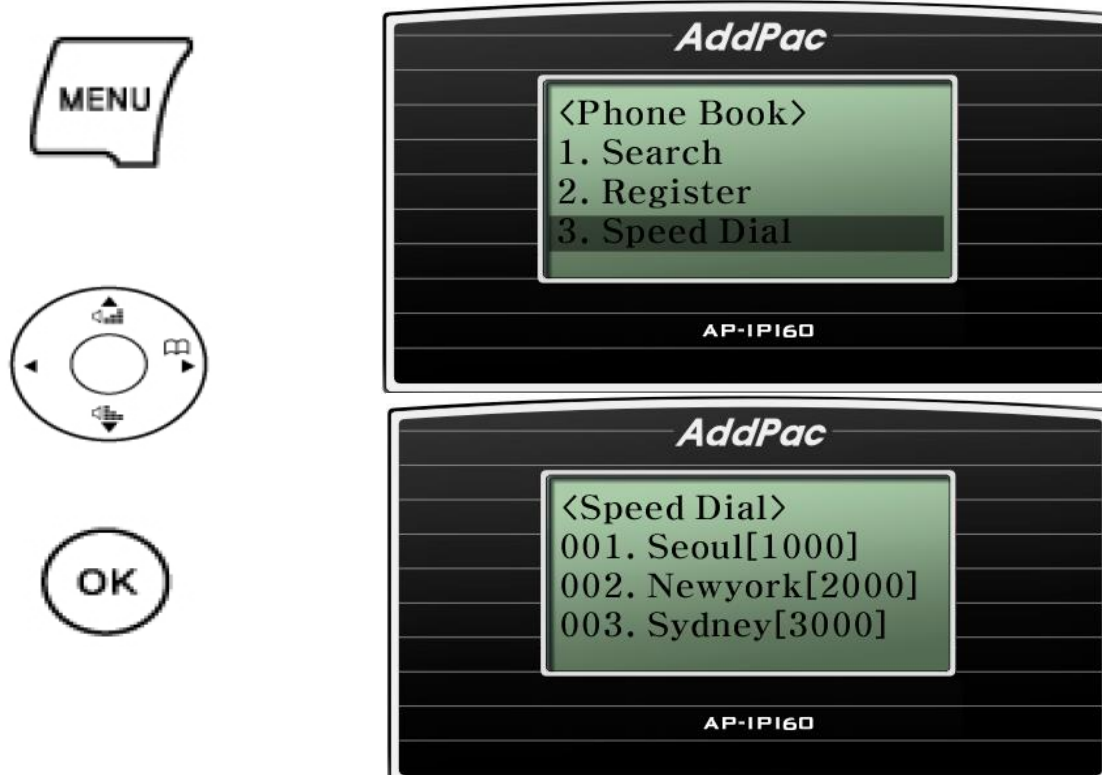 MENU
OK
AddPac
<Phone Book>
1. Search
2. Register
3. Speed Dial
AP-IP160
AddPac
<Speed Dial>
001. Seoul[1000]
002. Newyork[2000]
003. Sydney[3000]
AP-IP160